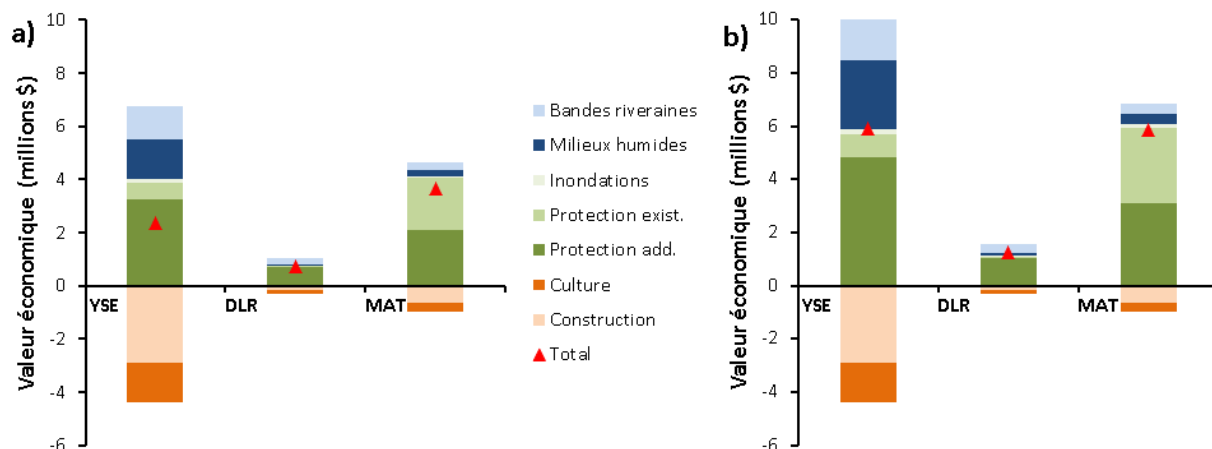 a)
Valeur économique (millions $)
10
8
6
4
2
0
-2
-4
-6
YSE
DLR
MAT
Bandes riveraines
Milieux humides
Inondations
Protection exist.
Protection add.
Culture
Construction
Total
b)
Valeur économique (millions $)
10
8
6
4
2
0
-2
-4
-6
YSE
DLR
MAT